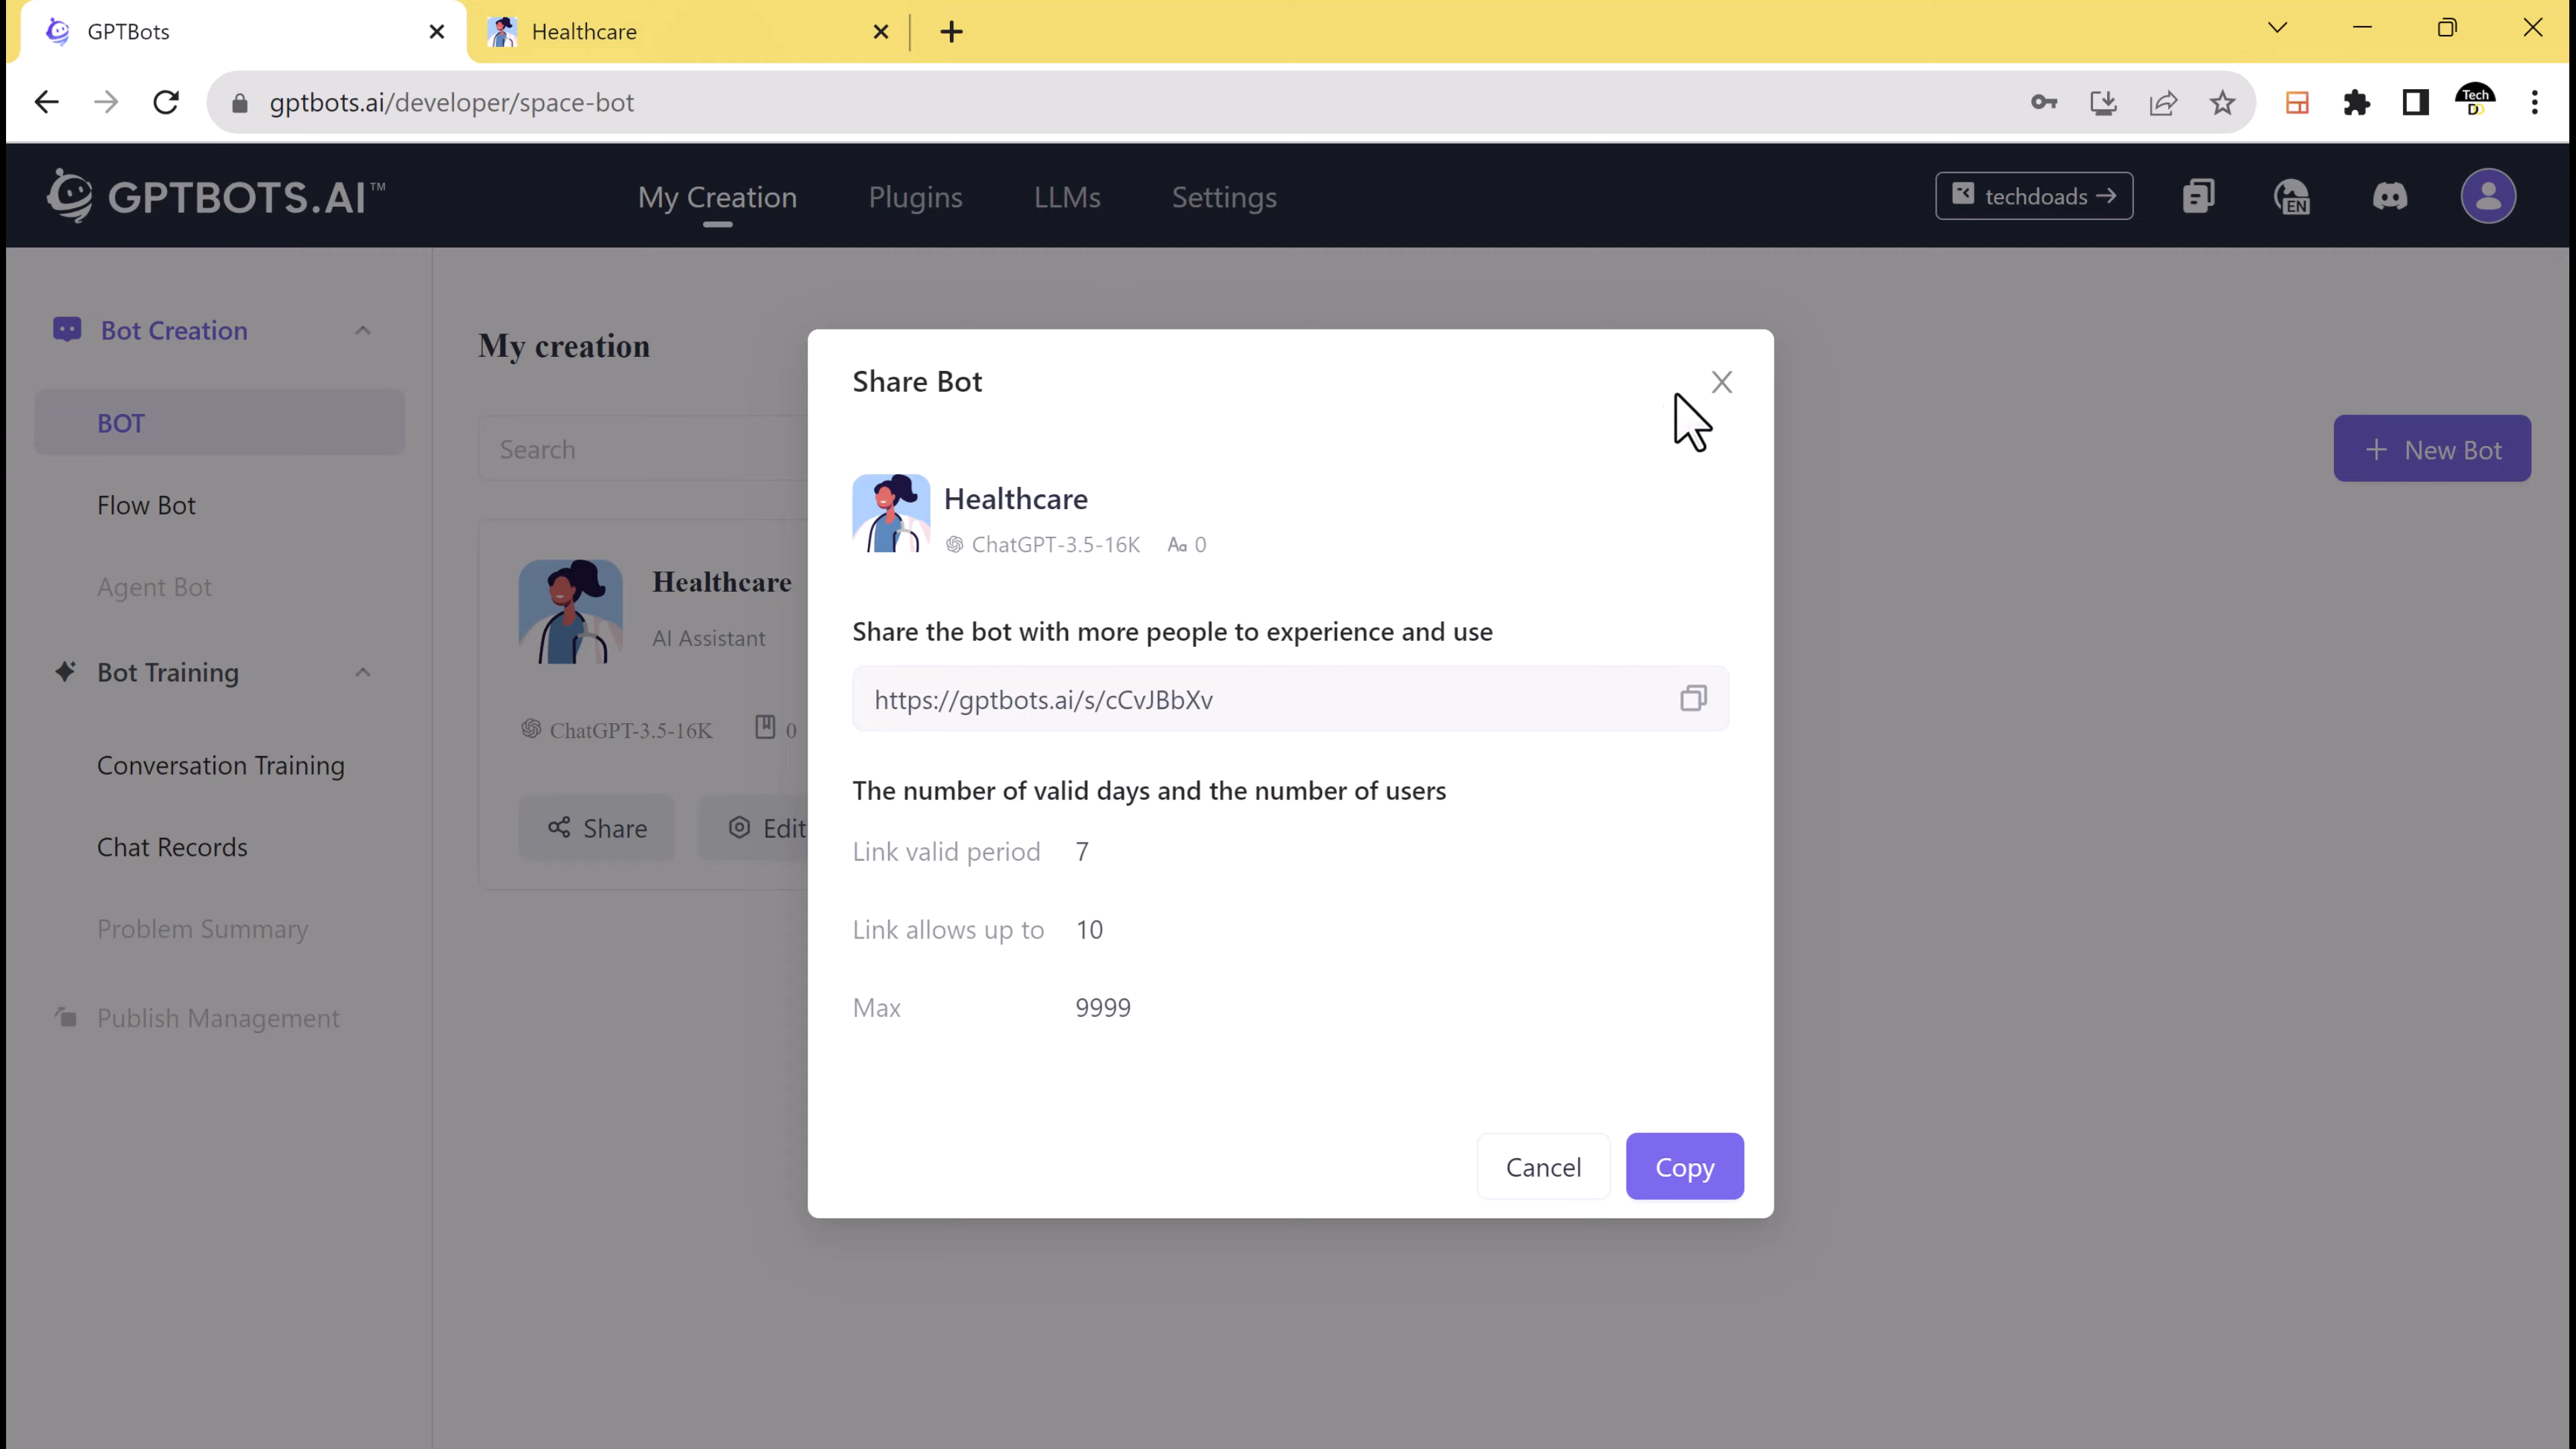 GPTBots
Healthcare
gptbots.ai/developer/space-bot
Tech
D
GPTBOTS.AI™
My Creation
Plugins
LLMs
Settings
techdoads →
EN
Bot Creation
BOT
Flow Bot
Agent Bot
Bot Training
Conversation Training
Chat Records
Problem Summary
Publish Management
My creation
Search
New Bot
Healthcare
AI Assistant
ChatGPT-3.5-16K 0
Share
Edit
Share Bot
Healthcare
ChatGPT-3.5-16K Aa 0
Share the bot with more people to experience and use
https://gptbots.ai/s/cCvJBbXv
The number of valid days and the number of users
Link valid period 7
Link allows up to 10
Max 9999
Cancel
Copy